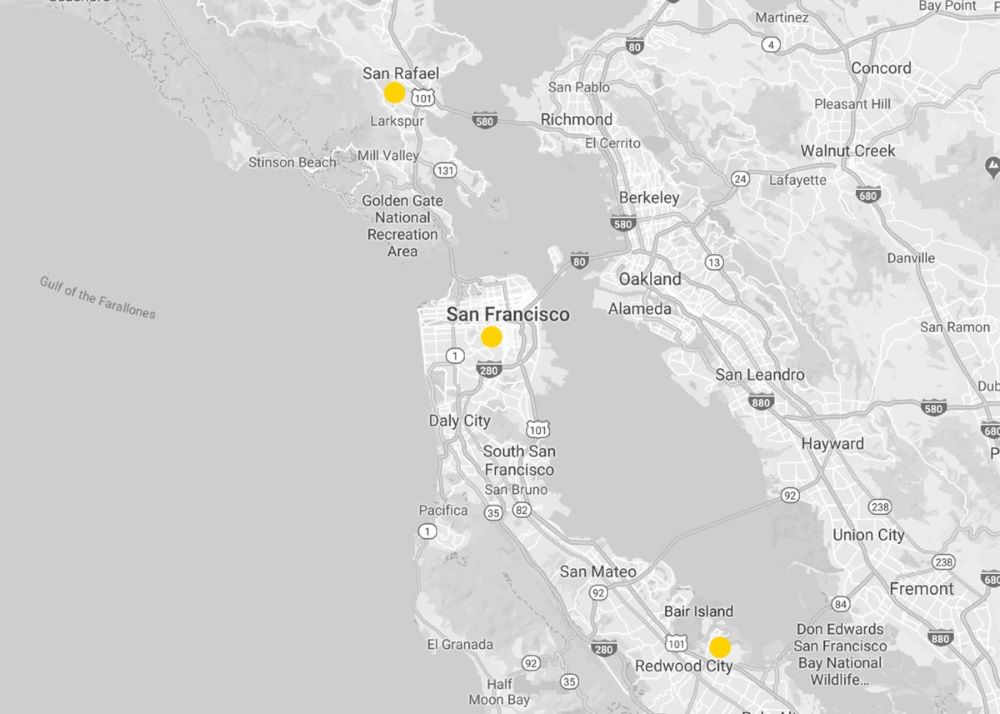 Martinez
Bay Point
80
4
San Rafael
Concord
San Pablo
101
Pleasant Hill
Larkspur
580
Richmond
El Cerrito
Walnut Creek
Stinson Beach
Mill Valley
131
24
Lafayette
680
Berkeley
Golden Gate
National
Recreation
Area
580
80
13
Danville
Oakland
Gulf of the Farallones
Alameda
San Francisco
San Ramon
1
280
San Leandro
Dub
880
580
Daly City
101
680
Hayward
South San
Francisco
San Bruno
92
Pacifica
35
82
238
1
Union City
238
San Mateo
680
92
Fremont
Bair Island
84
Don Edwards
San Francisco
Bay National
Wildlife...
880
El Granada
280
101
Redwood City
92
35
Half
Moon Bay